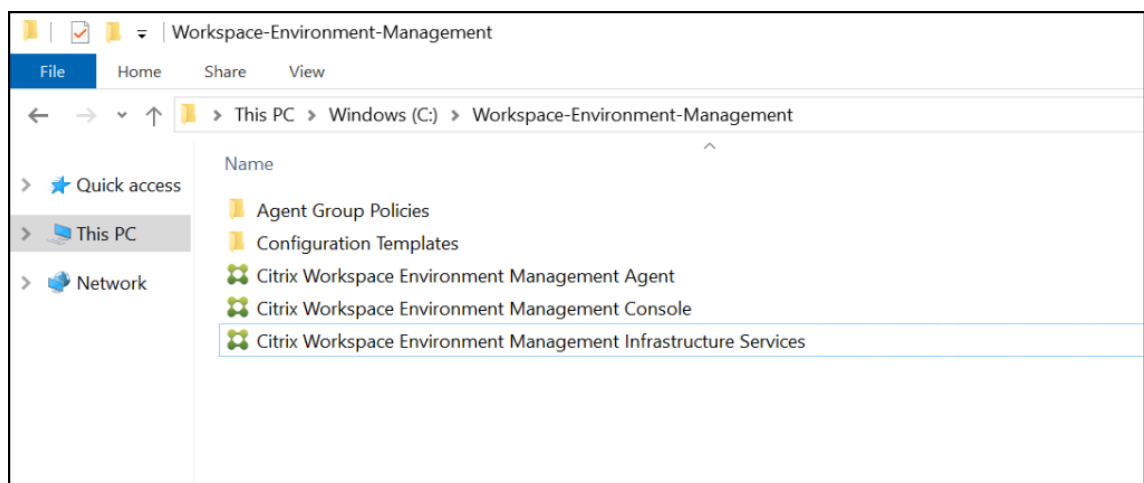 Workspace-Environment-Management
File Home Share View
This PC > Windows (C:) > Workspace-Environment-Management
Name
Quick access
This PC
Network
Agent Group Policies
Configuration Templates
Citrix Workspace Environment Management Agent
Citrix Workspace Environment Management Console
Citrix Workspace Environment Management Infrastructure Services